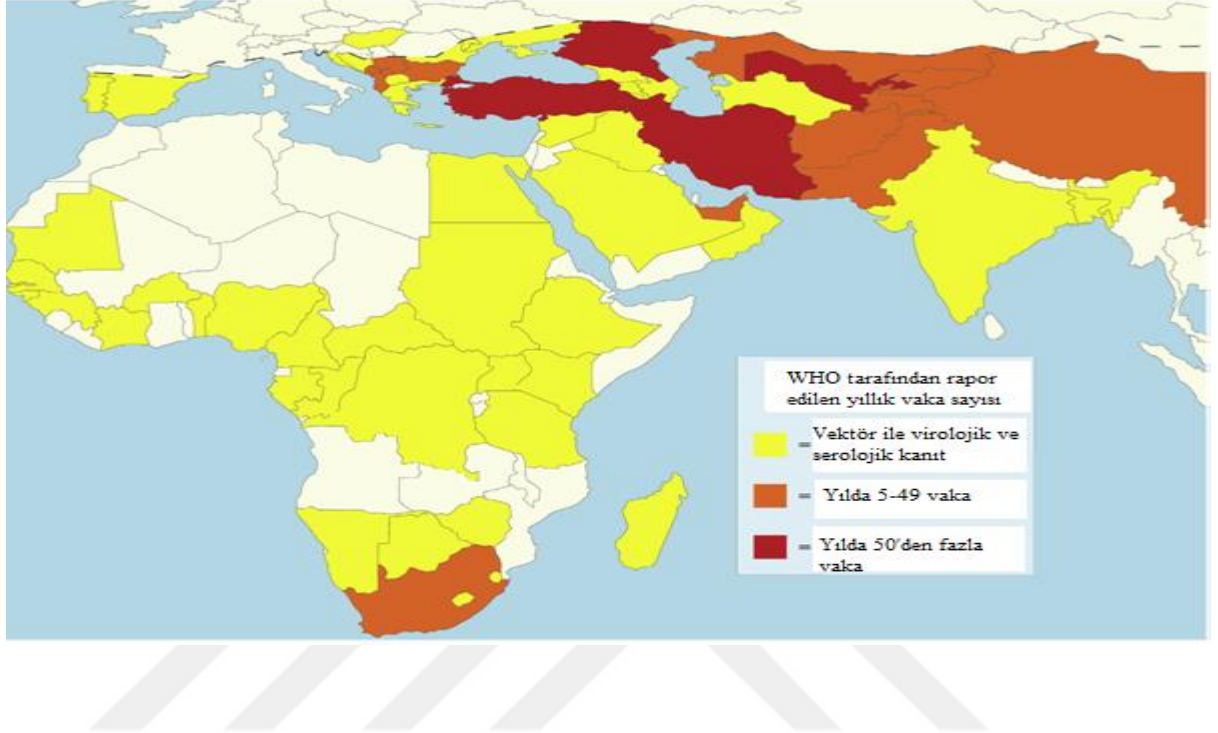 WHO tarafından rapor
edilen yıllık vaka sayısı
= Vektör ile virolojik ve
serolojik kanıt
= Yılda 5-49 vaka
= Yılda 50'den fazla
vaka